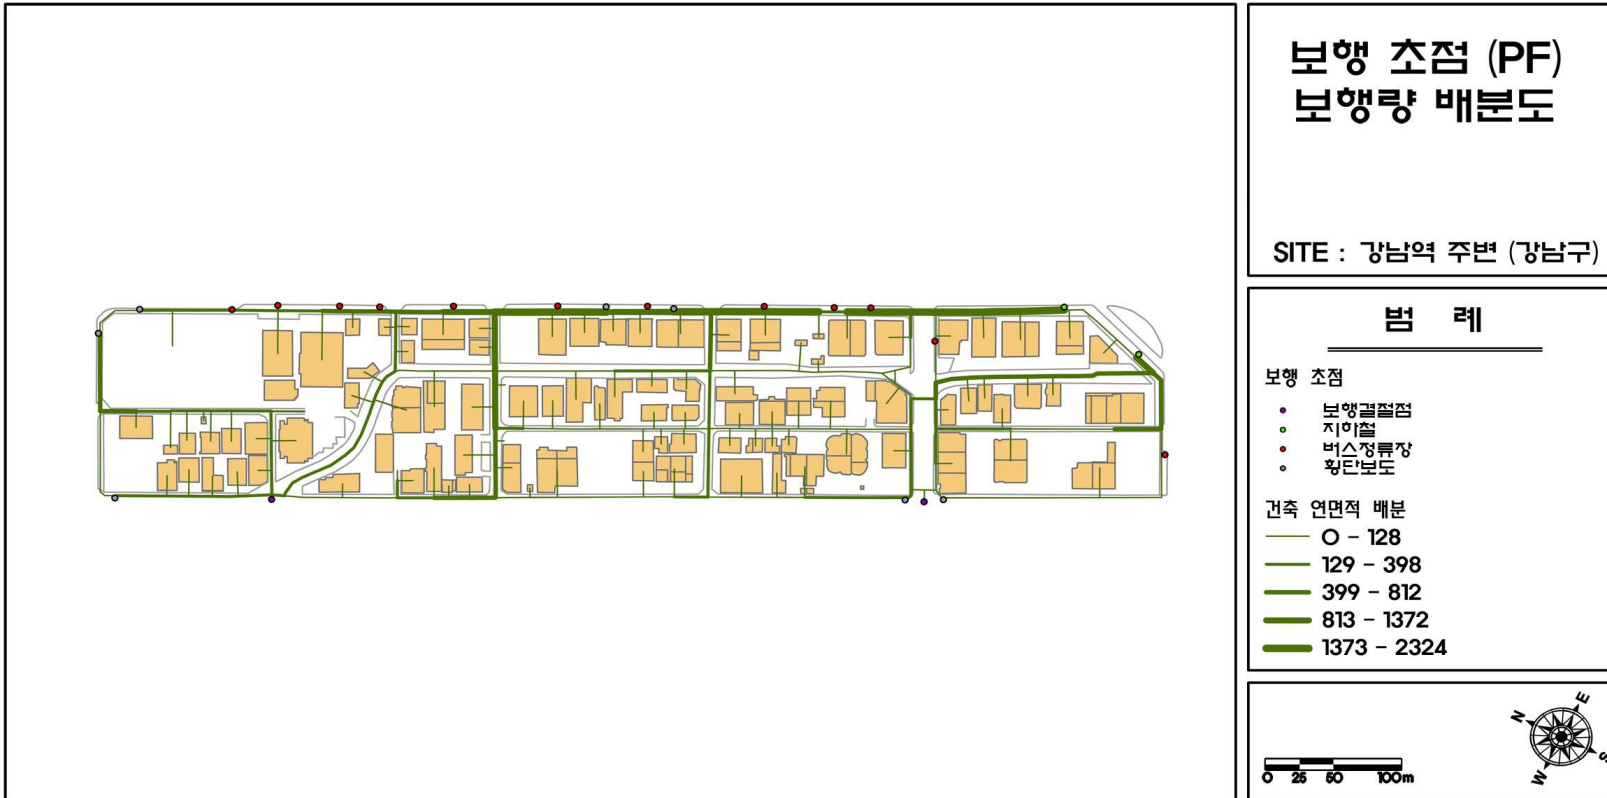 보행 초점 (PF)
보행량 배분도
SITE : 강남역 주변 (강남구)
범 례
보행 초점
보행결절점
지하철
버스정류장
횡단보도
건축 연면적 배분
0 - 128
129 - 398
399 - 812
813 - 1372
1373 - 2324
0 25 50 100m
N E
W S